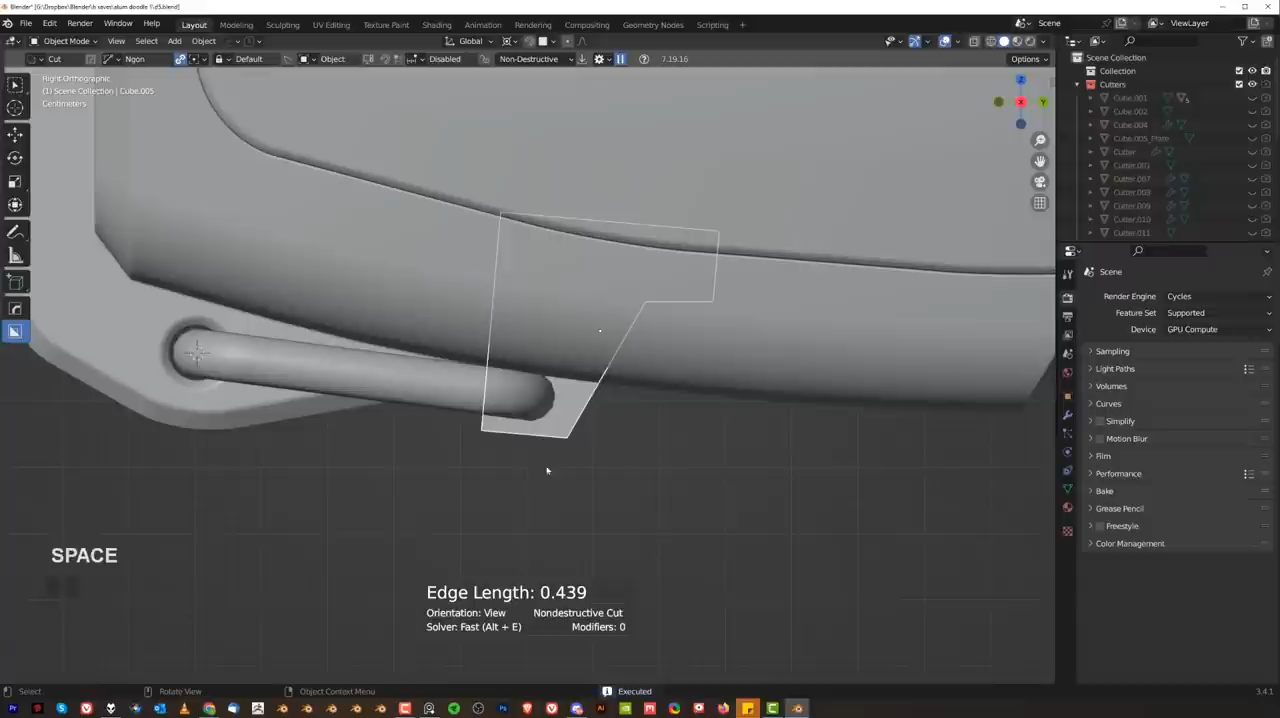 Blender* [G:\Dropbox\Blender\k saves\alum doodle 1\df3.blend]
File Edit Render Window Help Layout Modeling Sculpting UV Editing Texture Paint Shading Animation Rendering Compositing Geometry Nodes Scripting + Scene ViewLayer
Object Mode View Select Add Object Global
Cut Ngon Default Object Disabled Non-Destructive 7.19.16 Options
Right Orthographic
(1) Scene Collection | Cube.005
Centimeters
Z
X
Y
Scene Collection
Collection
Cutters
Cube.001 5
Cube.002
Cube.004
Cube.005_Plate
Cutter
Cutter.001
Cutter.007
Cutter.008
Cutter.009
Cutter.010
Cutter.011
Scene
Render Engine Cycles
Feature Set Supported
Device GPU Compute
Sampling
Light Paths
Volumes
Curves
Simplify
Motion Blur
Film
Performance
Bake
Grease Pencil
Freestyle
Color Management
SPACE
Edge Length: 0.439
Orientation: View Nondestructive Cut
Solver: Fast (Alt + E) Modifiers: 0
Select Rotate View Object Context Menu Executed 3.4.1